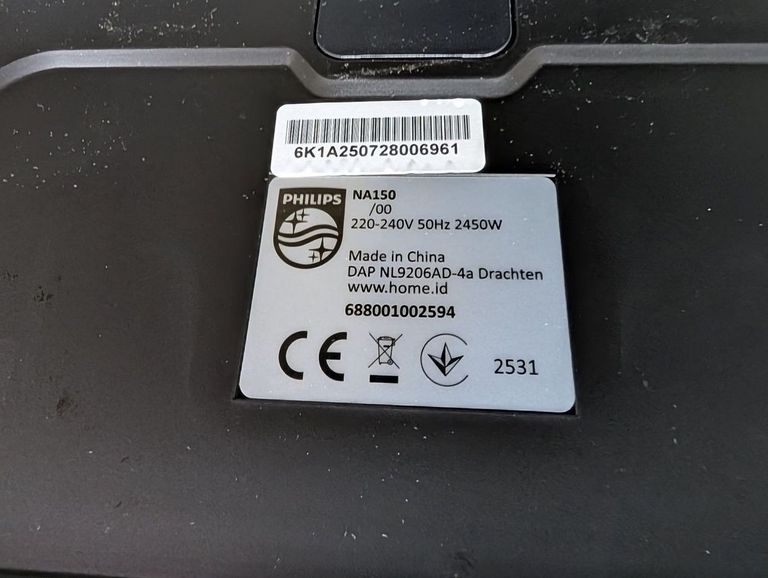 6K1A250728006961
PHILIPS
NA150
/00
220-240V 50Hz 2450W
Made in China
DAP NL9206AD-4a Drachten
www.home.id
688001002594
CE
2531